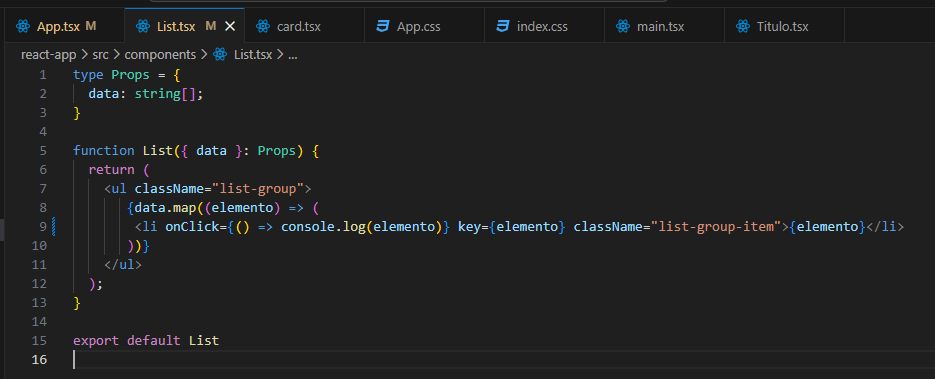 App.tsx M List.tsx M card.tsx App.css index.css main.tsx Titulo.tsx
react-app > src > components > List.tsx > ...
1 type Props = {
2   data: string[];
3 }
4
5 function List({ data }: Props) {
6   return (
7     <ul className="list-group">
8       {data.map((elemento) => (
9         <li onClick={() => console.log(elemento)} key={elemento} className="list-group-item">{elemento}</li>
10       ))}
11     </ul>
12   );
13 }
14
15 export default List
16